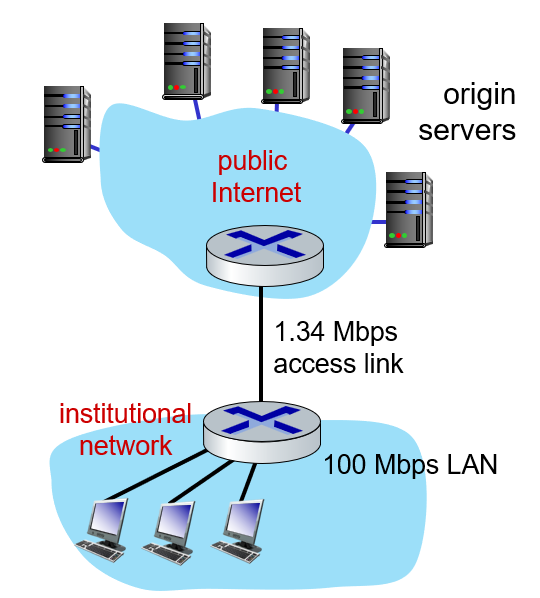 origin
servers
public
Internet
1.34 Mbps
access link
institutional
network
100 Mbps LAN